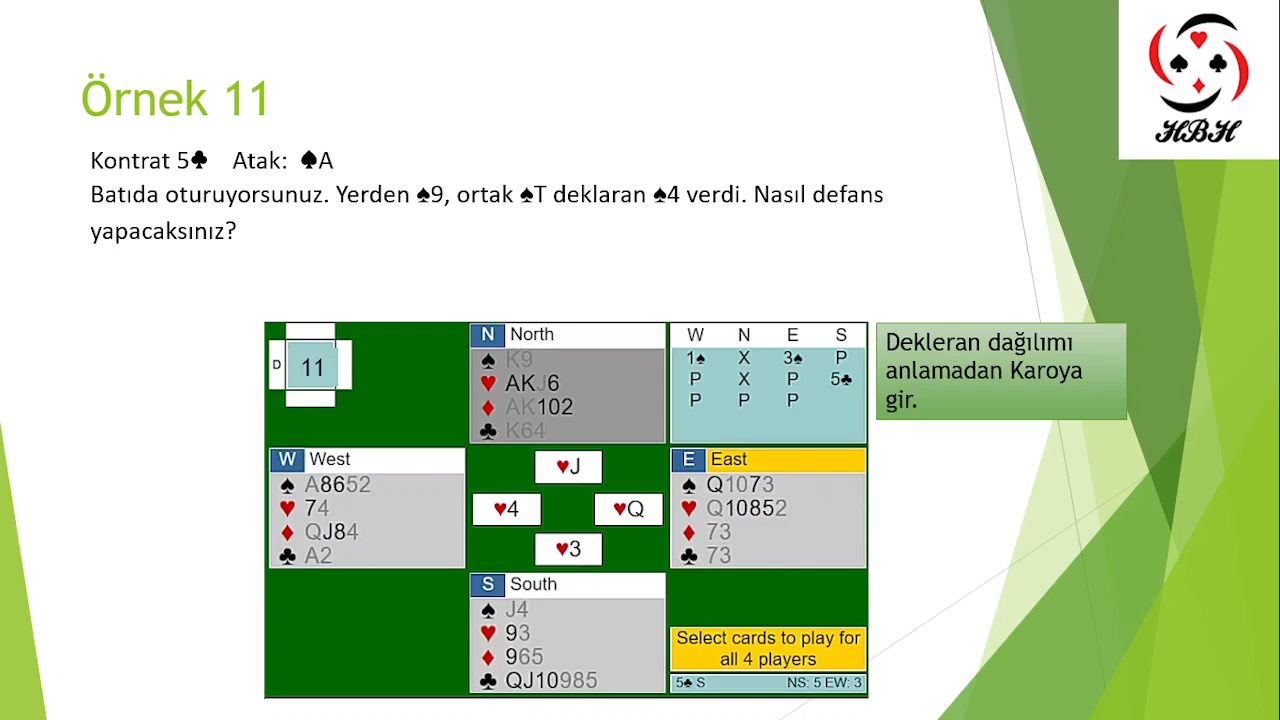 Örnek 11
Kontrat 5♣ Atak: ♠A
Batıda oturuyorsunuz. Yerden ♠9, ortak ♠T deklaran ♠4 verdi. Nasıl defans
yapacaksınız?
HBH
D
11
N North
♠ K9
♥ AKJ6
♦ AK102
♣ K64
W N E S
1♠ X 3♠ P
P X P 5♣
P P P
Dekleran dağılımı
anlamadan Karoya
gir.
W West
♠ A8652
♥ 74
♦ QJ84
♣ A2
♥J
♥4 ♥Q
♥3
E East
♠ Q1073
♥ Q10852
♦ 73
♣ 73
S South
♠ J4
♥ 93
♦ 965
♣ QJ10985
Select cards to play for
all 4 players
5♣ S NS: 5 EW: 3